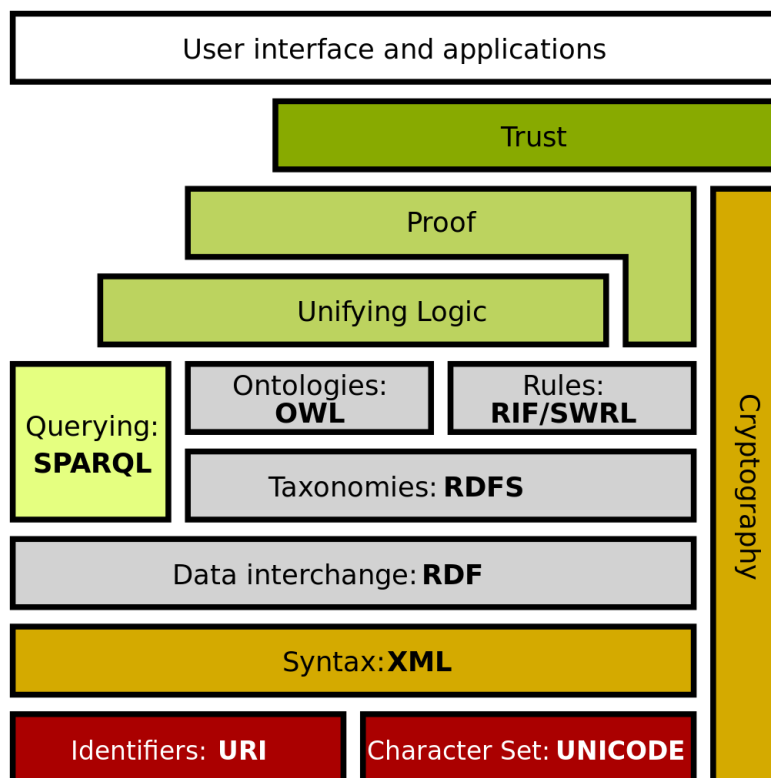 User interface and applications
Trust
Proof
Unifying Logic
Ontologies:
OWL
Rules:
RIF/SWRL
Querying:
SPARQL
Taxonomies: RDFS
Cryptography
Data interchange: RDF
Syntax: XML
Identifiers: URI
Character Set: UNICODE